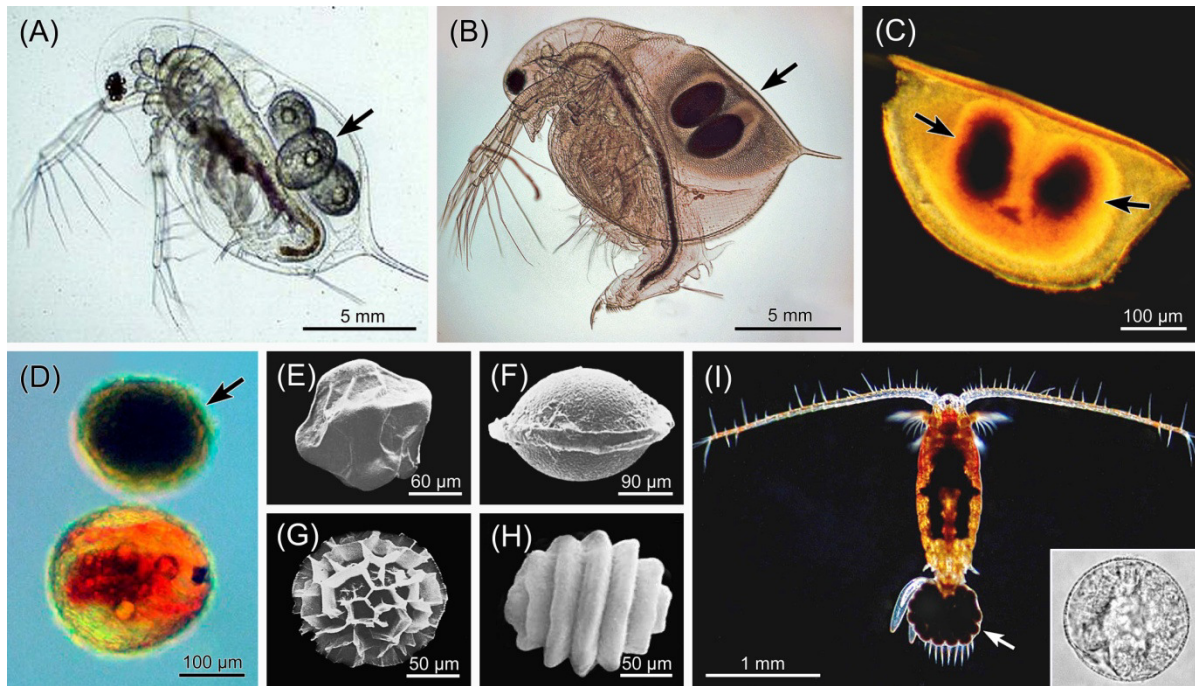 (A)
5 mm
(B)
5 mm
(C)
100 µm
(D)
100 µm
(E)
60 µm
(F)
90 µm
(G)
50 µm
(H)
50 µm
(I)
1 mm